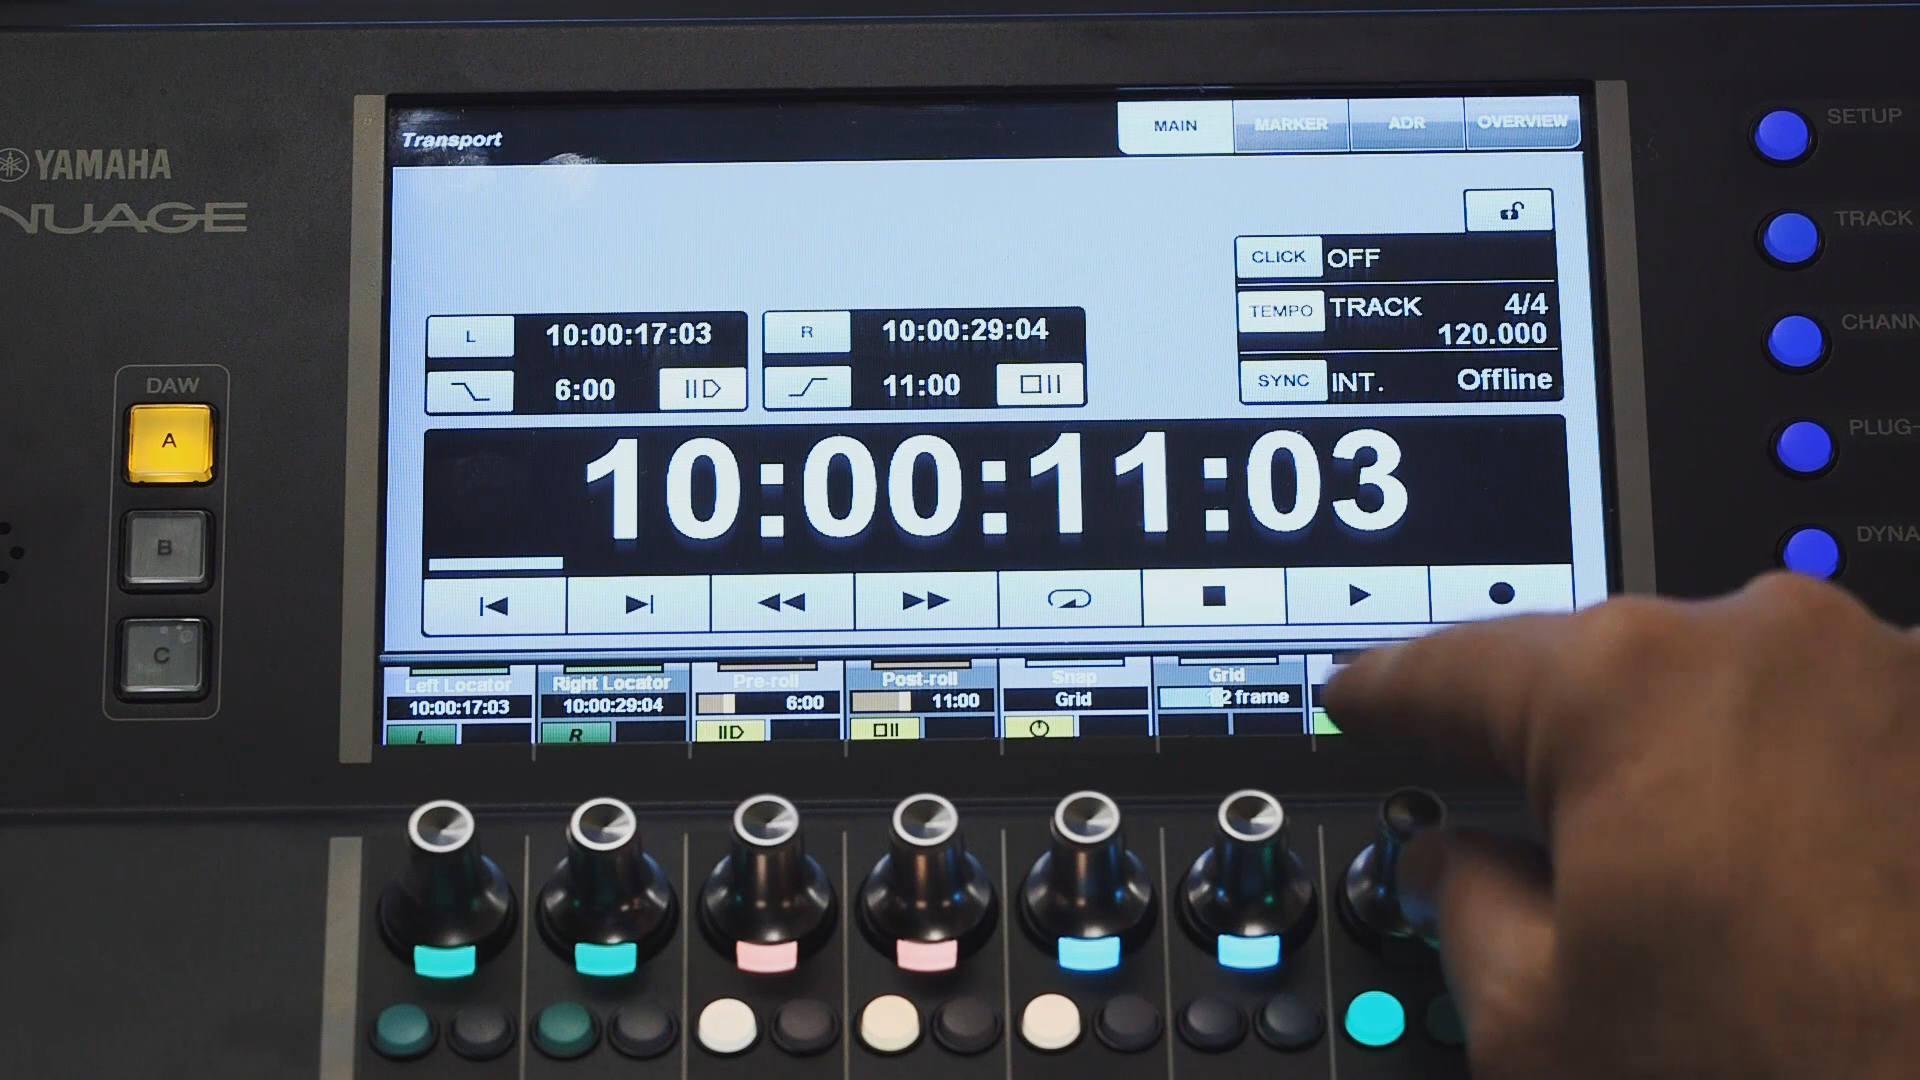 YAMAHA
NUAGE
DAW
A
B
C
Transport
MAIN
MARKER
ADR
OVERVIEW
CLICK OFF
TEMPO TRACK 4/4
120.000
SYNC INT. Offline
L 10:00:17:03
6:00
R 10:00:29:04
11:00
10:00:11:03
Left Locator
10:00:17:03
L
Right Locator
10:00:29:04
R
Pre-roll
6:00
Post-roll
11:00
Snap
Grid
Grid
1/2 frame
SETUP
TRACK
CHANN
PLUG-
DYNA